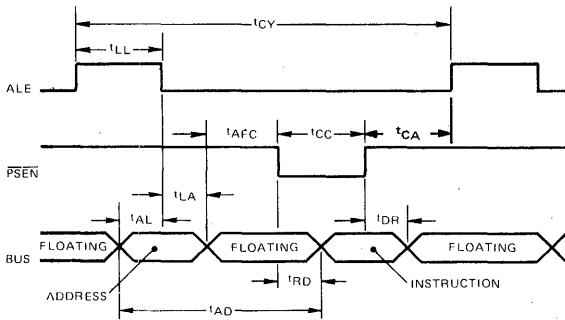 tCY
tLL
ALE
tAFC
tCC
tCA
PSEN
tLA
tAL
tDR
FLOATING
FLOATING
FLOATING
BUS
tRD
ADDRESS
INSTRUCTION
tAD